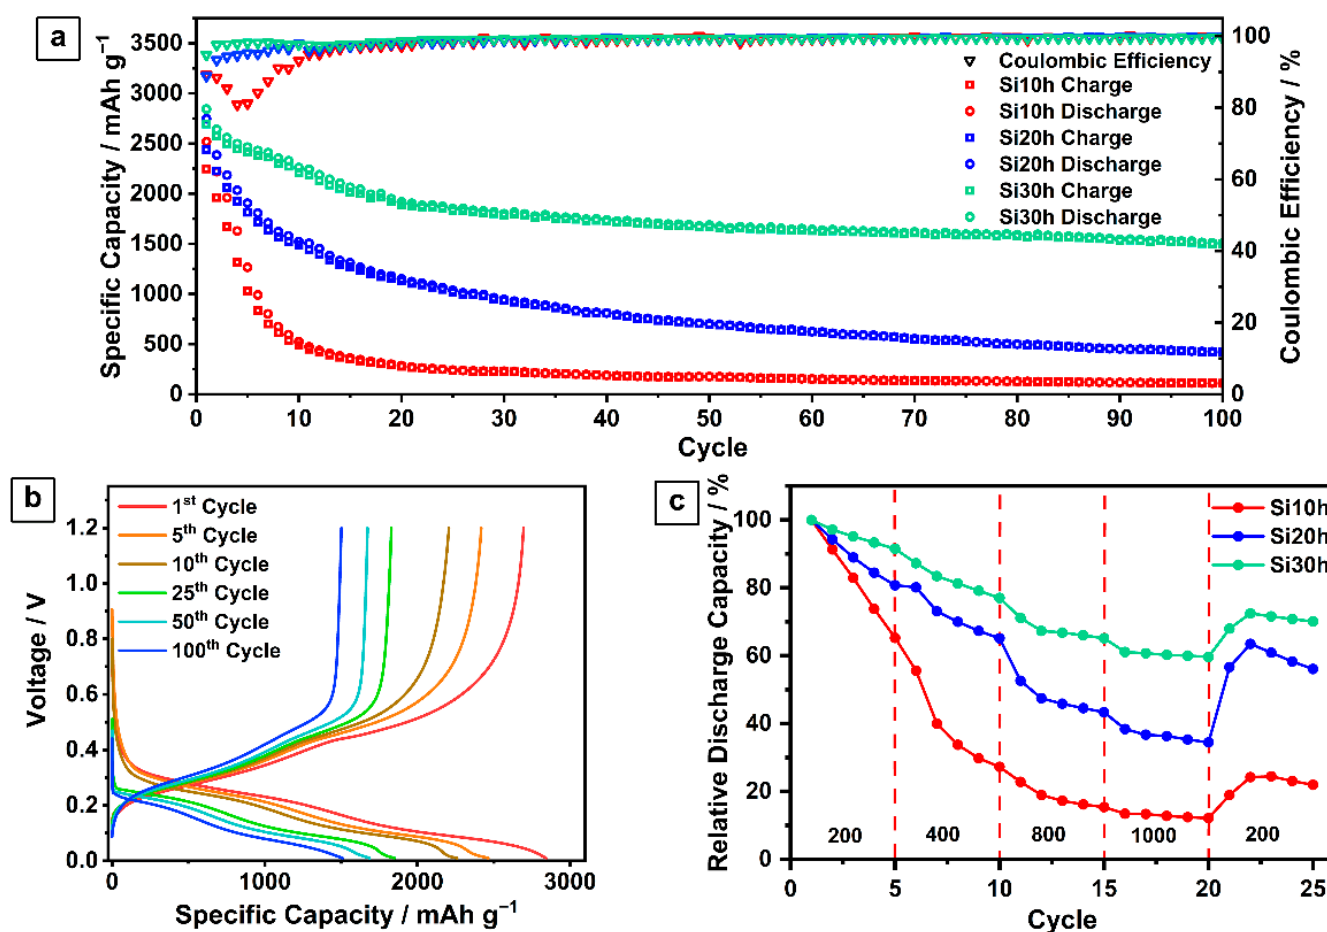 a
Specific Capacity / mAh g⁻¹
3500
3000
2500
2000
1500
1000
500
0
Coulombic Efficiency / %
100
80
60
40
20
0
Coulombic Efficiency
Si10h Charge
Si10h Discharge
Si20h Charge
Si20h Discharge
Si30h Charge
Si30h Discharge
0 10 20 30 40 50 60 70 80 90 100
Cycle
b
Voltage / V
1.2
1.0
0.8
0.6
0.4
0.2
0.0
1st Cycle
5th Cycle
10th Cycle
25th Cycle
50th Cycle
100th Cycle
0 1000 2000 3000
Specific Capacity / mAh g⁻¹
c
Relative Discharge Capacity / %
100
80
60
40
20
0
Si10h
Si20h
Si30h
200 400 800 1000 200
0 5 10 15 20 25
Cycle